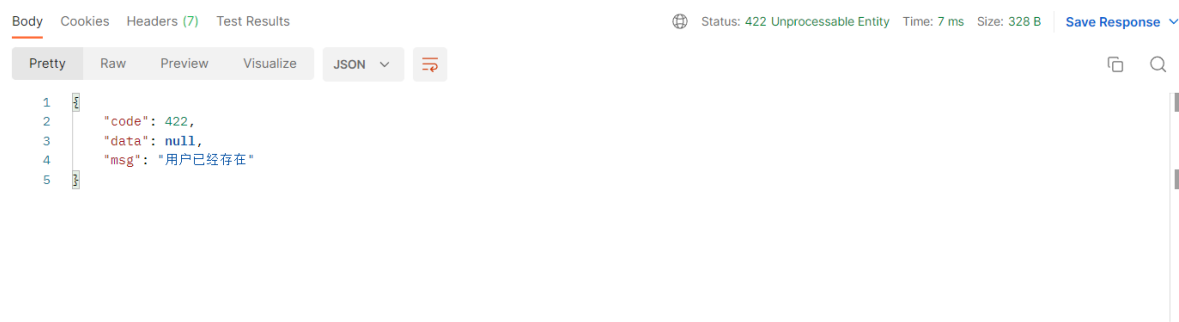 Body Cookies Headers (7) Test Results Status: 422 Unprocessable Entity Time: 7 ms Size: 328 B Save Response
Pretty Raw Preview Visualize JSON
1 {
2 "code": 422,
3 "data": null,
4 "msg": "用户已经存在"
5 }